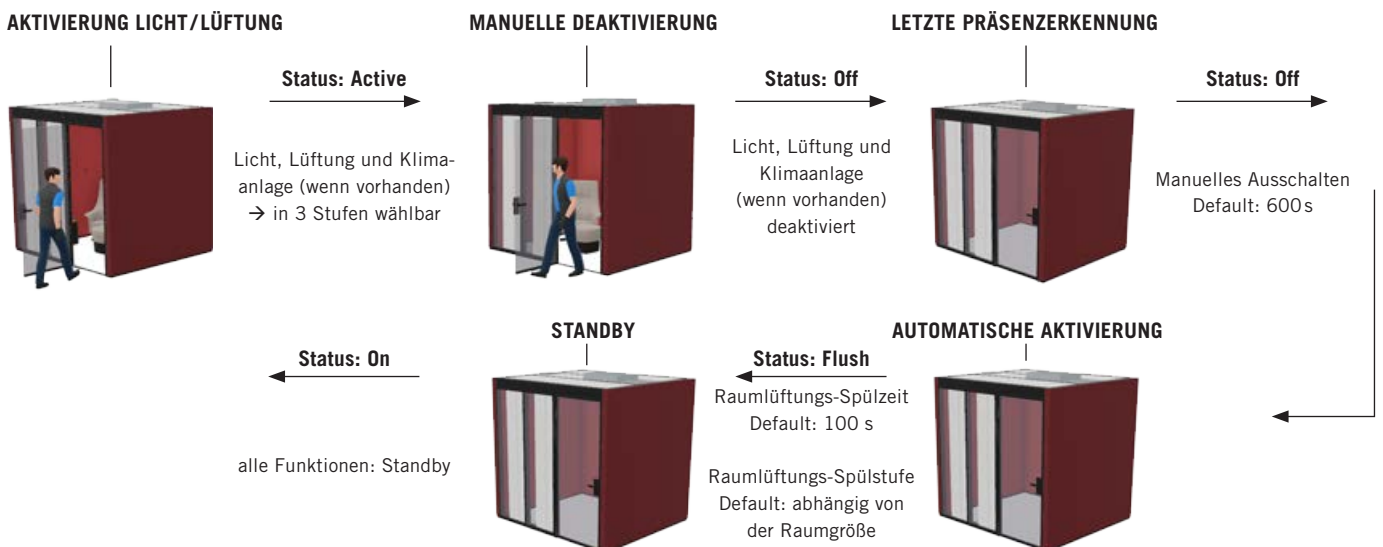 AKTIVIERUNG LICHT/LÜFTUNG
MANUELLE DEAKTIVIERUNG
LETZTE PRÄSENZERKENNUNG
Status: Active
Licht, Lüftung und Klima-
anlage (wenn vorhanden)
→ in 3 Stufen wählbar
Status: Off
Licht, Lüftung und
Klimaanlage
(wenn vorhanden)
deaktiviert
Status: Off
Manuelles Ausschalten
Default: 600 s
AUTOMATISCHE AKTIVIERUNG
Status: Flush
Raumlüftungs-Spülzeit
Default: 100 s
Raumlüftungs-Spülstufe
Default: abhängig von
der Raumgröße
STANDBY
Status: On
alle Funktionen: Standby